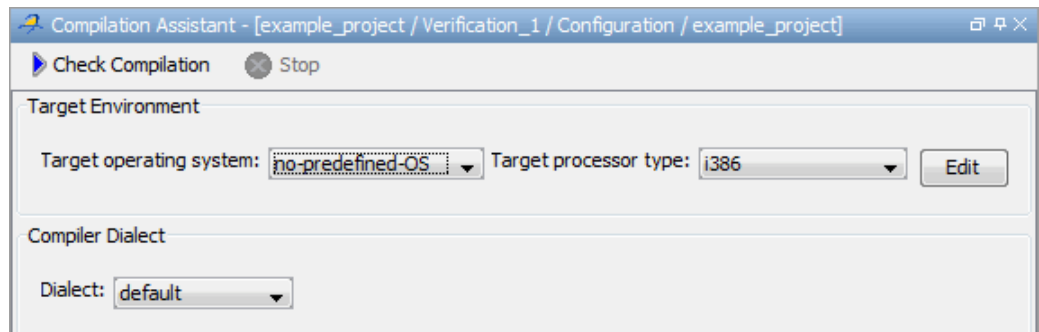 Compilation Assistant - [example_project / Verification_1 / Configuration / example_project]
Check Compilation Stop
Target Environment
Target operating system: no-predefined-OS Target processor type: i386 Edit
Compiler Dialect
Dialect: default